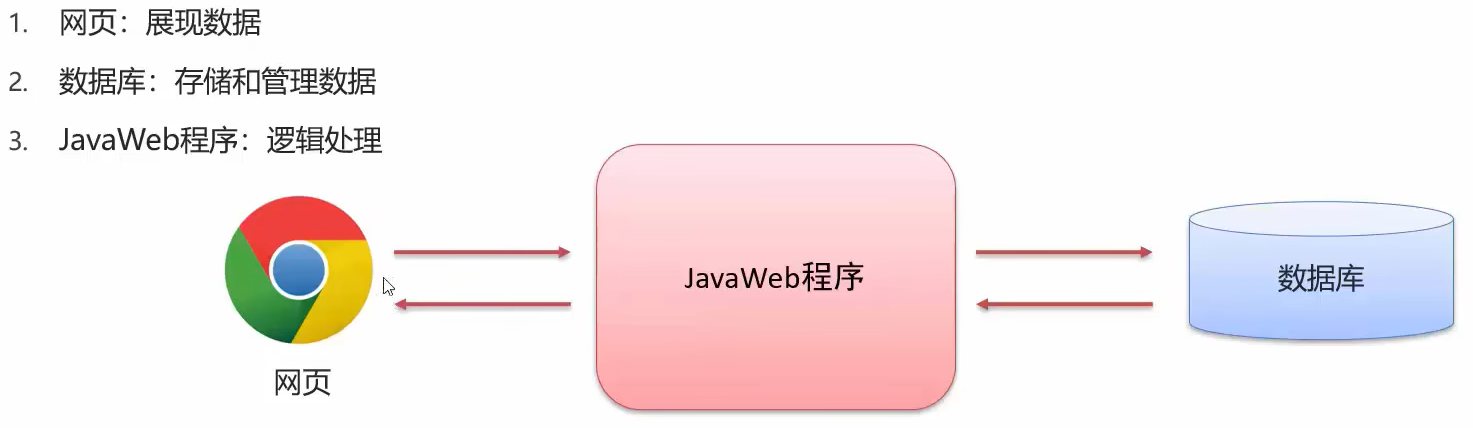 1. 网页：展现数据
2. 数据库：存储和管理数据
3. JavaWeb程序：逻辑处理
JavaWeb程序
数据库
网页